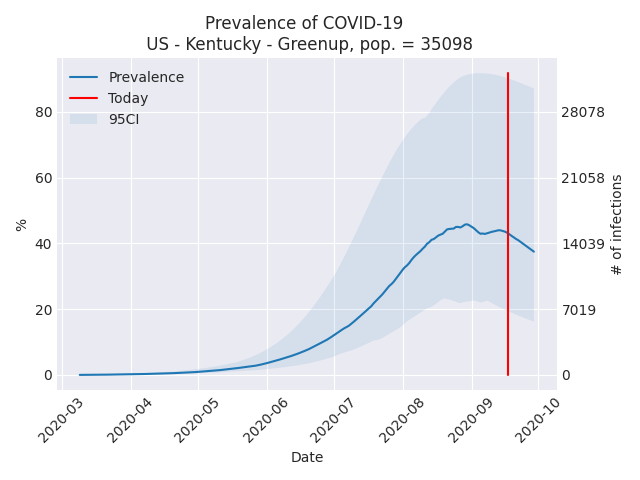 Prevalence of COVID-19
US - Kentucky - Greenup, pop. = 35098
Prevalence
Today
95CI
%
80
60
40
20
0
28078
21058
14039
7019
0
# of infections
2020-03
2020-04
2020-05
2020-06
2020-07
2020-08
2020-09
2020-10
Date